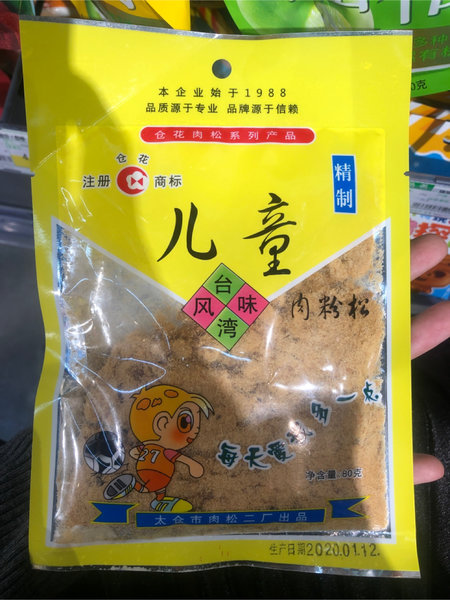 本企业始于1988
品质源于专业 品牌源于信赖
仓花肉松系列产品
仓花
注册 商标
精制
儿童
台湾风味
肉粉松
27
每天爱 多一点
净含量:80克
太仓市肉松二厂出品
生产日期2020.01.12.